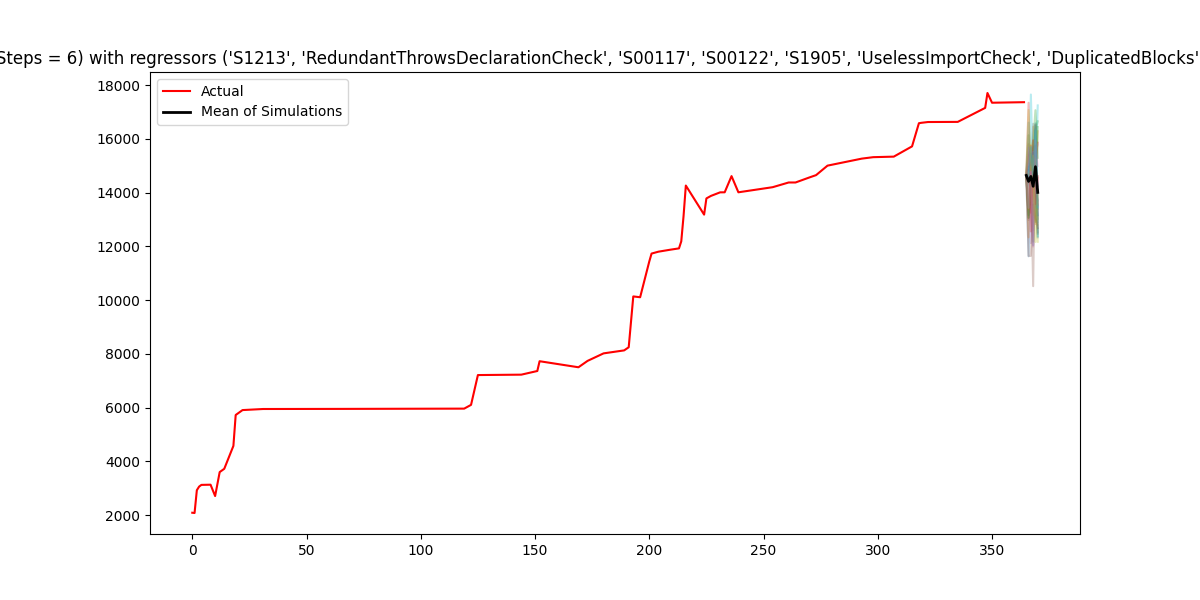 Steps = 6) with regressors ('S1213', 'RedundantThrowsDeclarationCheck', 'S00117', 'S00122', 'S1905', 'UselessImportCheck', 'DuplicatedBlocks'
Actual
Mean of Simulations
18000
16000
14000
12000
10000
8000
6000
4000
2000
0 50 100 150 200 250 300 350